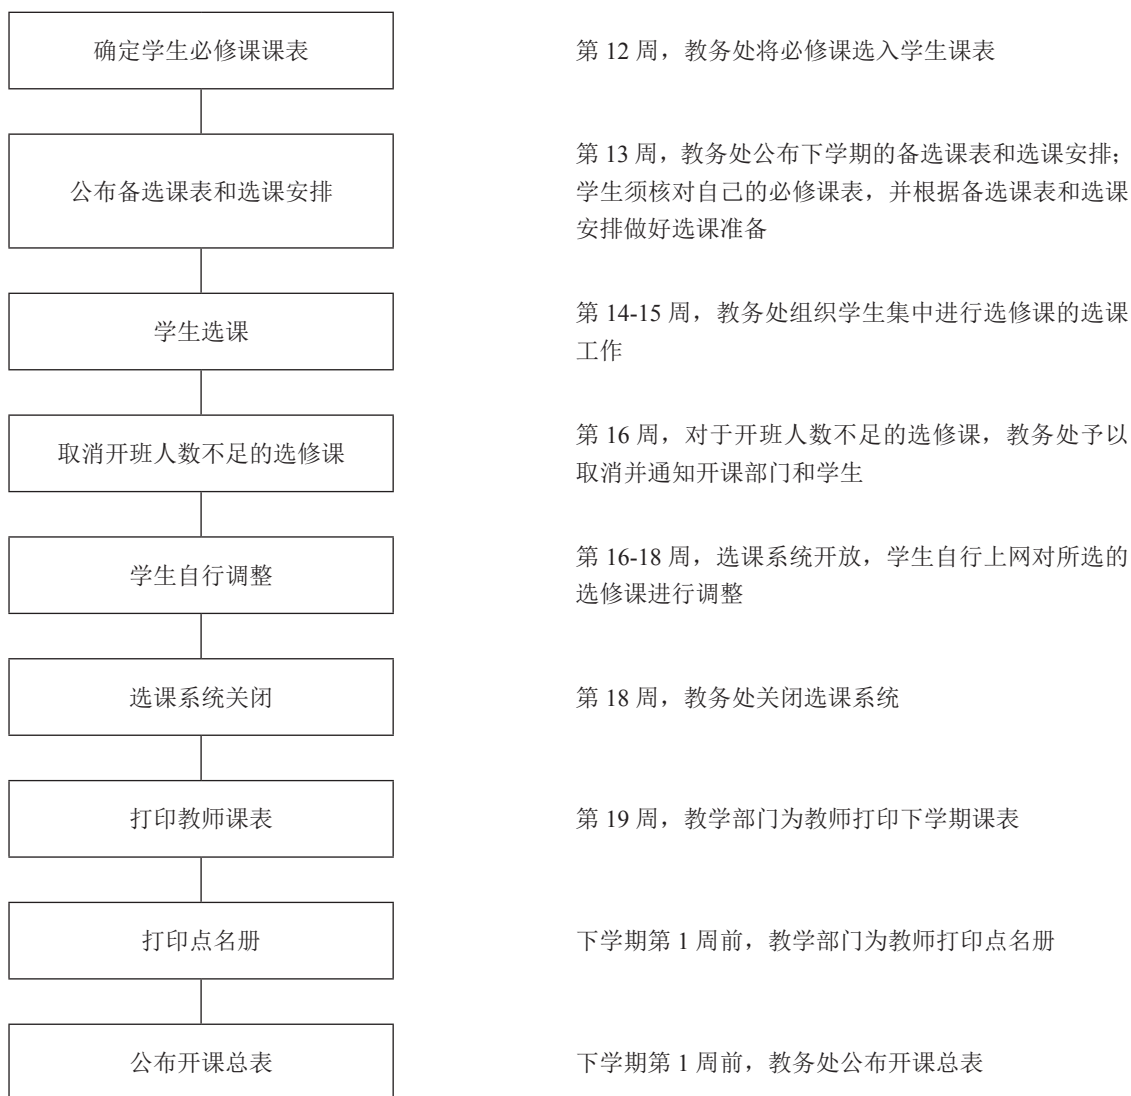 确定学生必修课课表
第 12 周，教务处将必修课选入学生课表
公布备选课表和选课安排
第 13 周，教务处公布下学期的备选课表和选课安排；
学生须核对自己的必修课表，并根据备选课表和选课
安排做好选课准备
学生选课
第 14-15 周，教务处组织学生集中进行选修课的选课
工作
取消开班人数不足的选修课
第 16 周，对于开班人数不足的选修课，教务处予以
取消并通知开课部门和学生
学生自行调整
第 16-18 周，选课系统开放，学生自行上网对所选的
选修课进行调整
选课系统关闭
第 18 周，教务处关闭选课系统
打印教师课表
第 19 周，教学部门为教师打印下学期课表
打印点名册
下学期第 1 周前，教学部门为教师打印点名册
公布开课总表
下学期第 1 周前，教务处公布开课总表